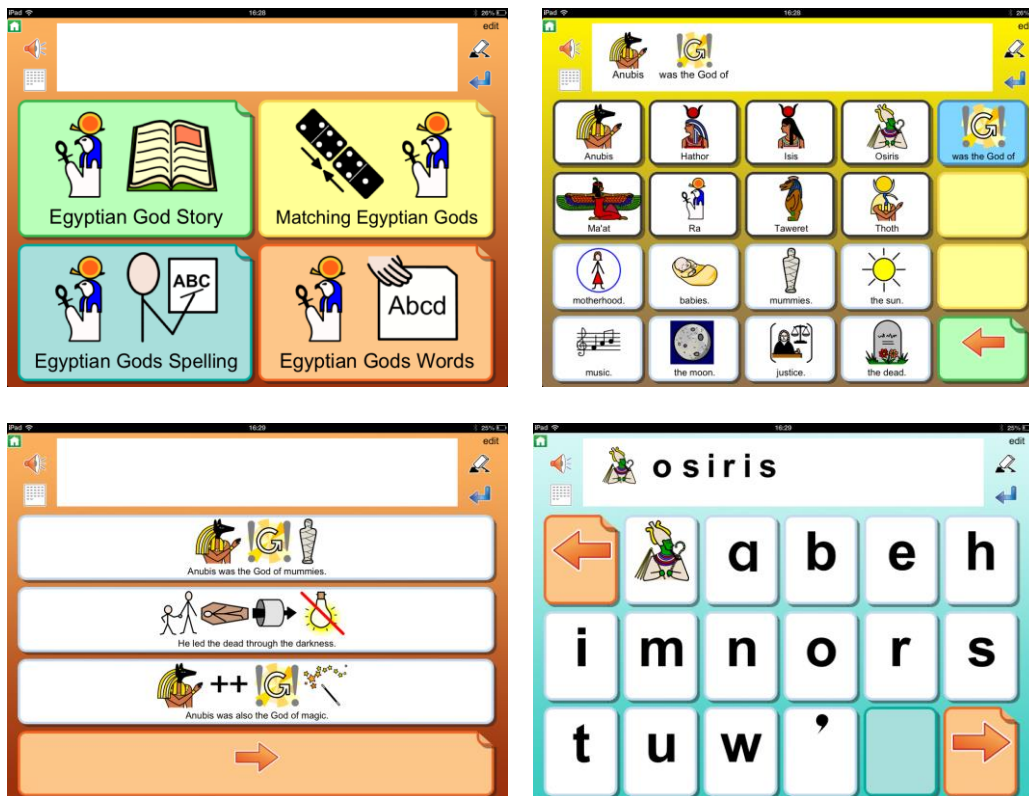 iPad 16:28 26%
edit
Egyptian God Story
Matching Egyptian Gods
ABC
Egyptian Gods Spelling
Abcd
Egyptian Gods Words
iPad 16:28 26%
ed
Anubis was the God of
Anubis Hathor Isis Osiris was the God of
Ma'at Ra Taweret Thoth
motherhood. babies. mummies. the sun.
music. the moon. justice. the dead.
iPad 16:29 25%
edit
Anubis was the God of mummies.
He led the dead through the darkness.
++
Anubis was also the God of magic.
iPad 16:29 25%
edit
osiris
a b e h
i m n o r s
t u w '